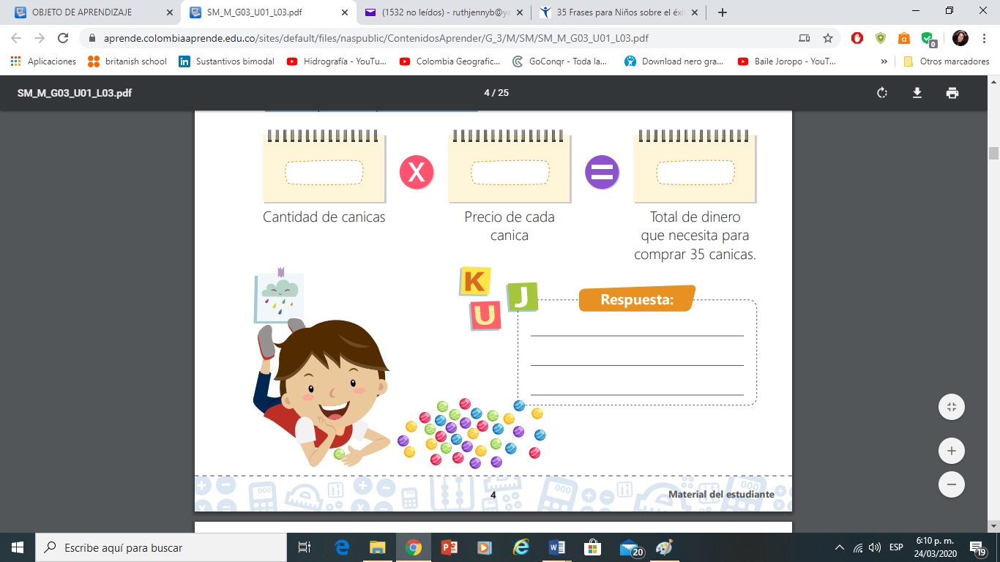 OBJETO DE APRENDIZAJE
SM_M_G03_U01_L03.pdf
(1532 no leídos) - ruthjennyb@ya
35 Frases para Niños sobre el éxi
aprende.colombiaaprende.edu.co/sites/default/files/naspublic/ContenidosAprender/G_3/M/SM/SM_M_G03_U01_L03.pdf
0
Aplicaciones
britanish school
Sustantivos bimodal
Hidrografía - YouTu...
Colombia Geografic...
GoConqr - Toda la...
Download nero gra...
Baile Joropo - YouT...
»
Otros marcadores
SM_M_G03_U01_L03.pdf
4 / 25
X
=
Cantidad de canicas
Precio de cada
canica
Total de dinero
que necesita para
comprar 35 canicas.
K
J
U
Respuesta:
4
Material del estudiante
Escribe aquí para buscar
20
ESP
6:10 p. m.
24/03/2020
19